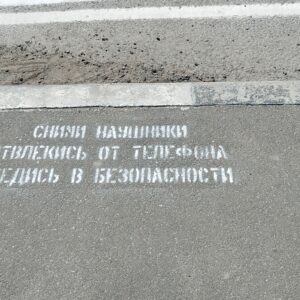 СНИМИ НАУШНИКИ
ТВЛЕКИСЬ ОТ ТЕЛЕФОНА
ЕДИСЬ В БЕЗОПАСНОСТИ